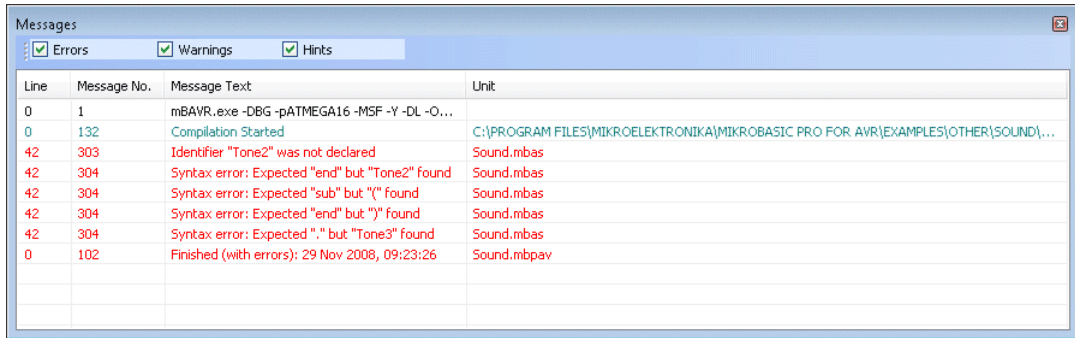 Messages
Errors Warnings Hints
Line Message No. Message Text Unit
0 1 mBAVR.exe -DBG -pATMEGA16 -MSF -Y -DL -O...
0 132 Compilation Started C:\PROGRAM FILES\MIKROELEKTRONIKA\MIKROBASIC PRO FOR AVR\EXAMPLES\OTHER\SOUND\...
42 303 Identifier "Tone2" was not declared Sound.mbas
42 304 Syntax error: Expected "end" but "Tone2" found Sound.mbas
42 304 Syntax error: Expected "sub" but "(" found Sound.mbas
42 304 Syntax error: Expected "end" but ")" found Sound.mbas
42 304 Syntax error: Expected "." but "Tone3" found Sound.mbas
0 102 Finished (with errors): 29 Nov 2008, 09:23:26 Sound.mbpav